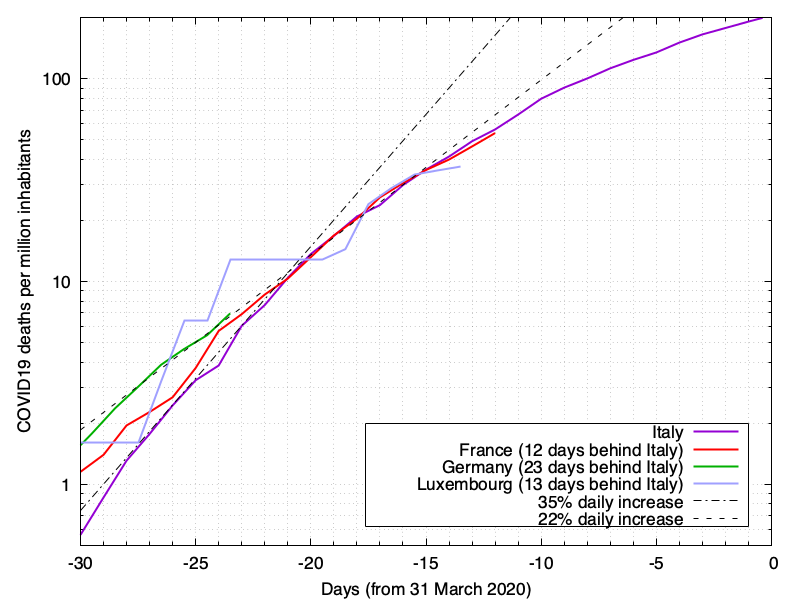 COVID19 deaths per million inhabitants
100
10
1
Italy
France (12 days behind Italy)
Germany (23 days behind Italy)
Luxembourg (13 days behind Italy)
35% daily increase
22% daily increase
-30 -25 -20 -15 -10 -5 0
Days (from 31 March 2020)